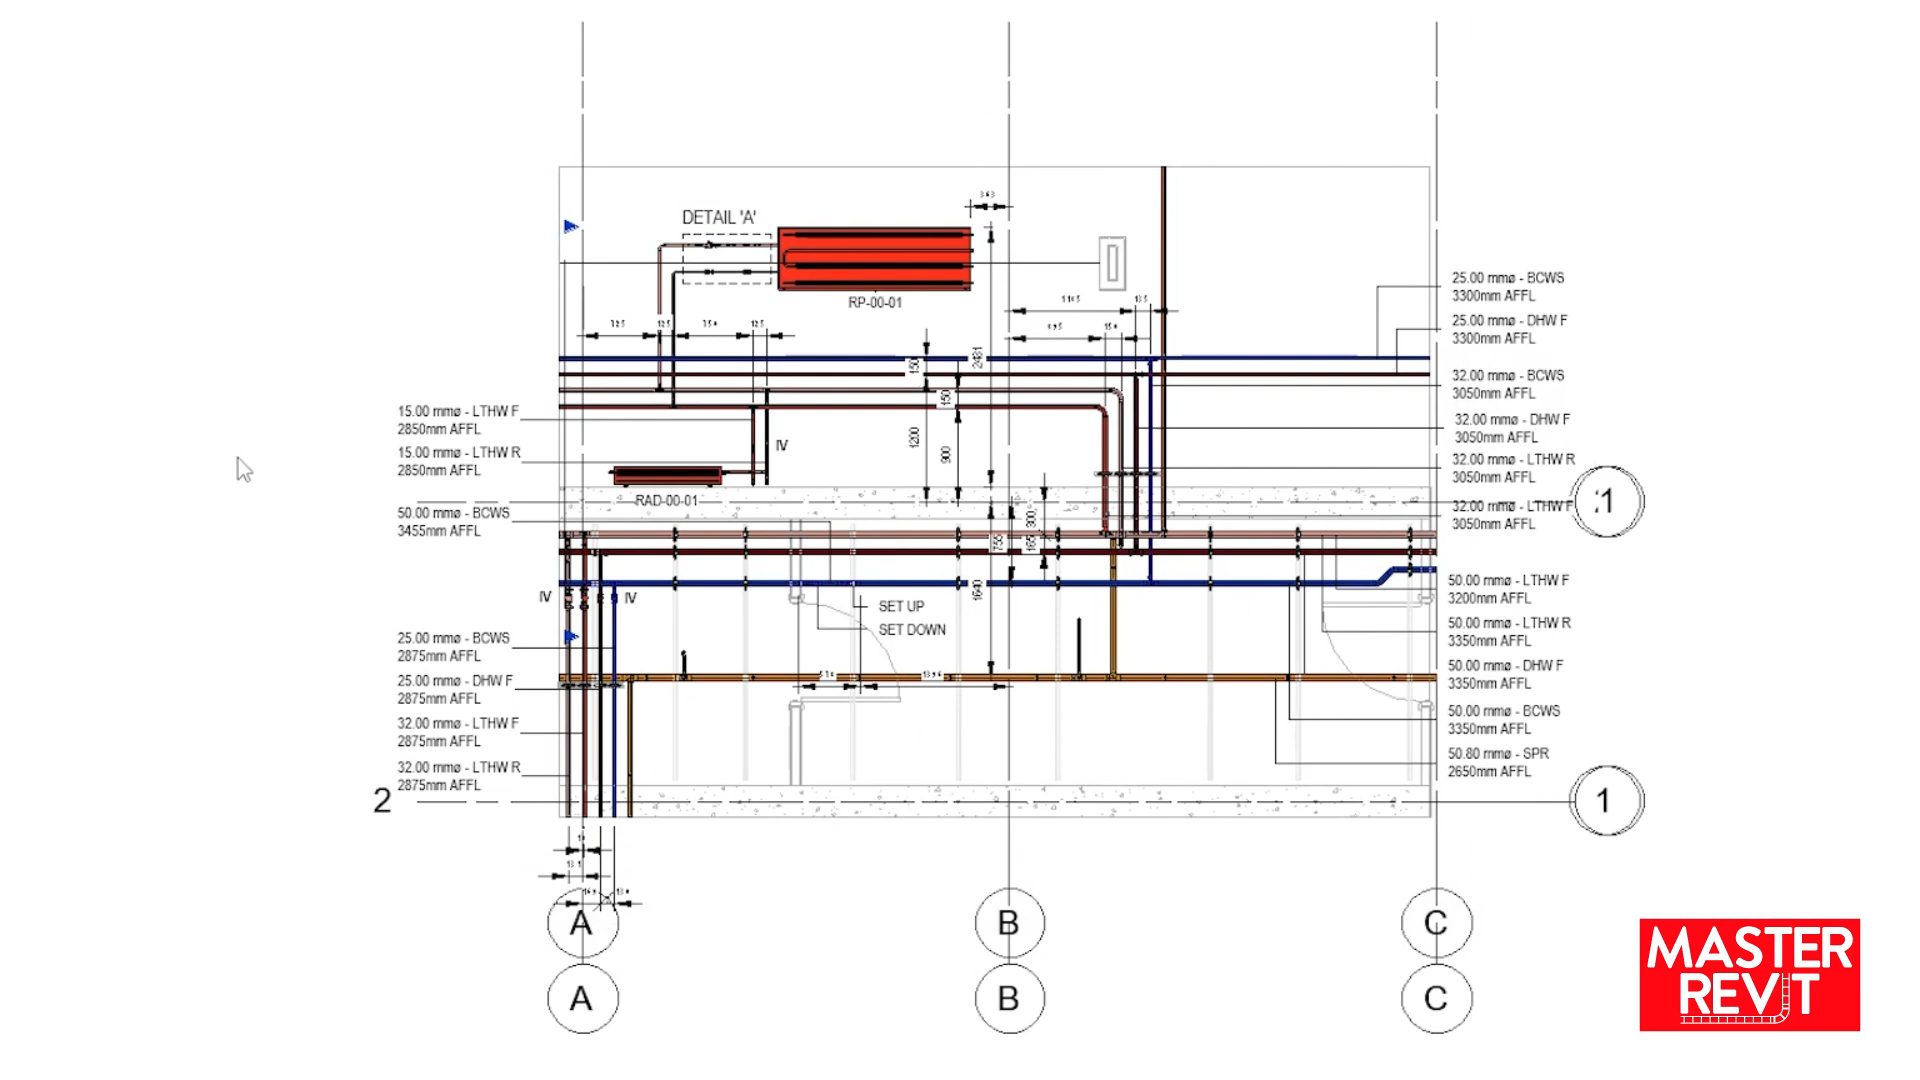 DETAIL 'A'
RP-00-01
15.00 mmø - LTHW F
2850mm AFFL
15.00 mmø - LTHW R
2850mm AFFL
IV
RAD-00-01
50.00 mmø - BCWS
3455mm AFFL
IV
IV
SET UP
SET DOWN
25.00 mmø - BCWS
2875mm AFFL
25.00 mmø - DHW F
2875mm AFFL
32.00 mmø - LTHW F
2875mm AFFL
32.00 mmø - LTHW R
2875mm AFFL
25.00 mmø - BCWS
3300mm AFFL
25.00 mmø - DHW F
3300mm AFFL
32.00 mmø - BCWS
3050mm AFFL
32.00 mmø - DHW F
3050mm AFFL
32.00 mmø - LTHW R
3050mm AFFL
32.00 mmø - LTHW F
3050mm AFFL
50.00 mmø - LTHW F
3200mm AFFL
50.00 mmø - LTHW R
3350mm AFFL
50.00 mmø - DHW F
3350mm AFFL
50.00 mmø - BCWS
3350mm AFFL
50.80 mmø - SPR
2650mm AFFL
150
150
2481
1200
900
300
755
165
1640
1
2
1
A
B
C
A
B
C
MASTER
REVIT